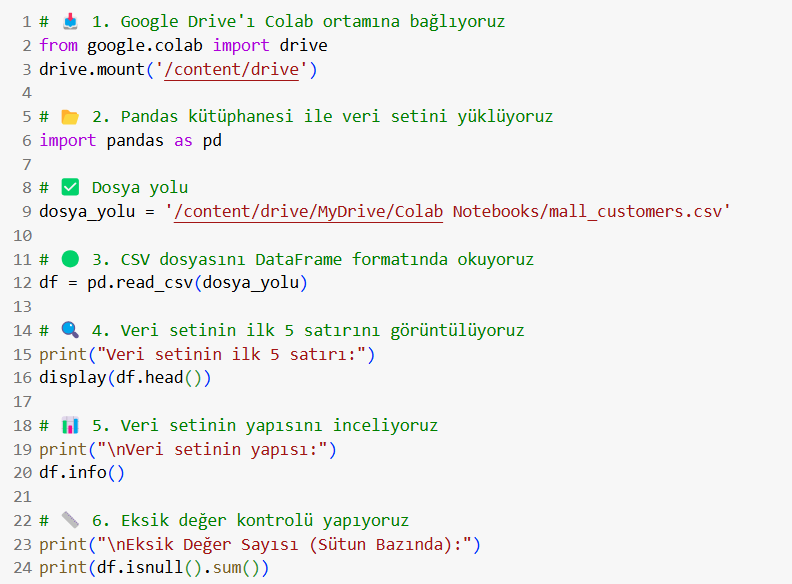 1 # 📥 1. Google Drive'ı Colab ortamına bağlıyoruz
2 from google.colab import drive
3 drive.mount('/content/drive')
4
5 # 📂 2. Pandas kütüphanesi ile veri setini yüklüyoruz
6 import pandas as pd
7
8 # ✅ Dosya yolu
9 dosya_yolu = '/content/drive/MyDrive/Colab Notebooks/mall_customers.csv'
10
11 # 🟢 3. CSV dosyasını DataFrame formatında okuyoruz
12 df = pd.read_csv(dosya_yolu)
13
14 # 🔍 4. Veri setinin ilk 5 satırını görüntülüyoruz
15 print("Veri setinin ilk 5 satırı:")
16 display(df.head())
17
18 # 📊 5. Veri setinin yapısını inceliyoruz
19 print("\nVeri setinin yapısı:")
20 df.info()
21
22 # 📏 6. Eksik değer kontrolü yapıyoruz
23 print("\nEksik Değer Sayısı (Sütun Bazında):")
24 print(df.isnull().sum())